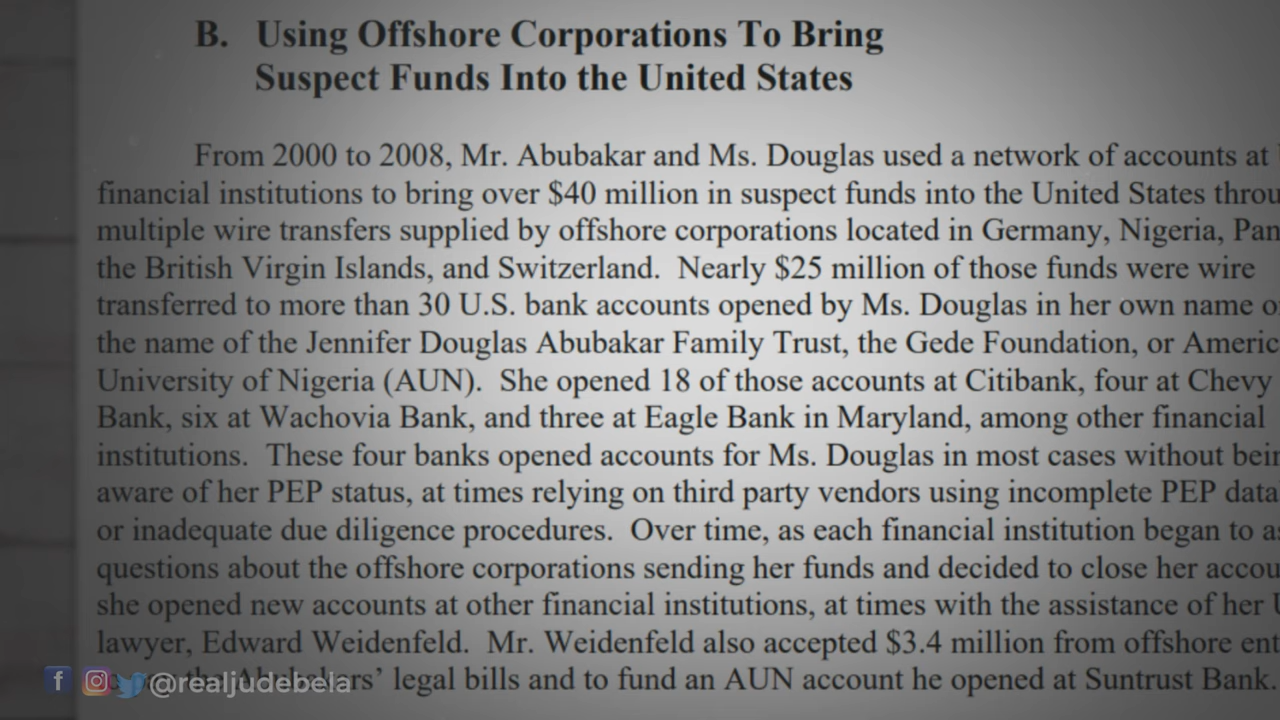 B. Using Offshore Corporations To Bring
Suspect Funds Into the United States
From 2000 to 2008, Mr. Abubakar and Ms. Douglas used a network of accounts at
financial institutions to bring over $40 million in suspect funds into the United States throu
multiple wire transfers supplied by offshore corporations located in Germany, Nigeria, Pan
the British Virgin Islands, and Switzerland. Nearly $25 million of those funds were wire
transferred to more than 30 U.S. bank accounts opened by Ms. Douglas in her own name o
the name of the Jennifer Douglas Abubakar Family Trust, the Gede Foundation, or Americ
University of Nigeria (AUN). She opened 18 of those accounts at Citibank, four at Chevy
Bank, six at Wachovia Bank, and three at Eagle Bank in Maryland, among other financial
institutions. These four banks opened accounts for Ms. Douglas in most cases without bein
aware of her PEP status, at times relying on third party vendors using incomplete PEP data
or inadequate due diligence procedures. Over time, as each financial institution began to as
questions about the offshore corporations sending her funds and decided to close her accou
she opened new accounts at other financial institutions, at times with the assistance of her U
lawyer, Edward Weidenfeld. Mr. Weidenfeld also accepted $3.4 million from offshore ent
legal bills and to fund an AUN account he opened at Suntrust Bank.
@realjudebela